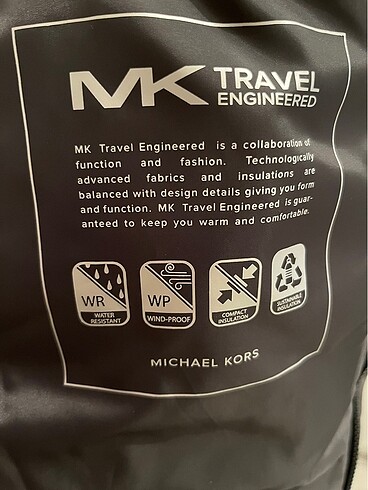 MK TRAVEL
ENGINEERED
MK Travel Engineered is a collaboration of
function and fashion. Technologically
advanced fabrics and insulations are
balanced with design details giving you form
and function. MK Travel Engineered is guar-
anteed to keep you warm and comfortable.
WR WP
WATER RESISTANT WIND-PROOF COMPACT INSULATION SUSTAINABLE INSULATION
MICHAEL KORS